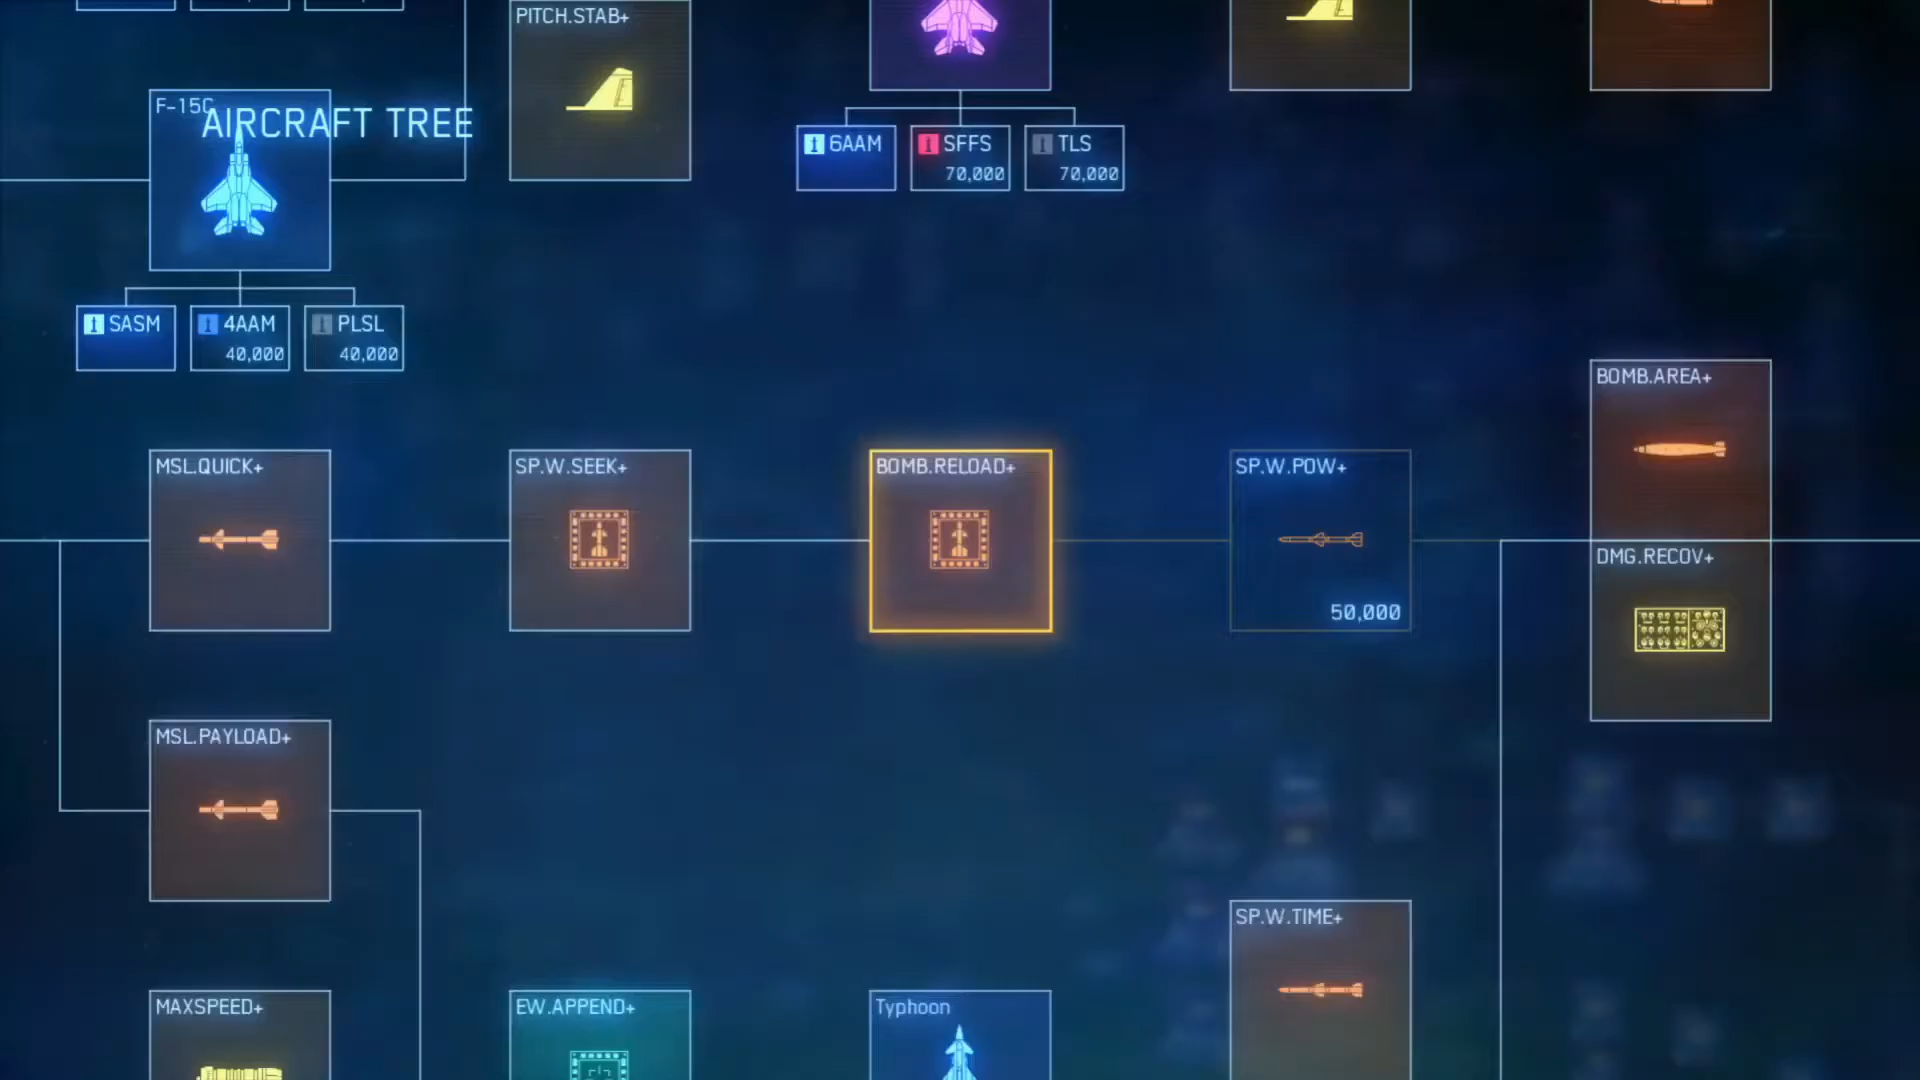 PITCH.STAB+
F-15C
AIRCRAFT TREE
6AAM
SFFS
70,000
TLS
70,000
SASM
4AAM
40,000
PLSL
40,000
BOMB.AREA+
MSL.QUICK+
SP.W.SEEK+
BOMB.RELOAD+
SP.W.POW+
50,000
DMG.RECOV+
MSL.PAYLOAD+
SP.W.TIME+
MAXSPEED+
EW.APPEND+
Typhoon